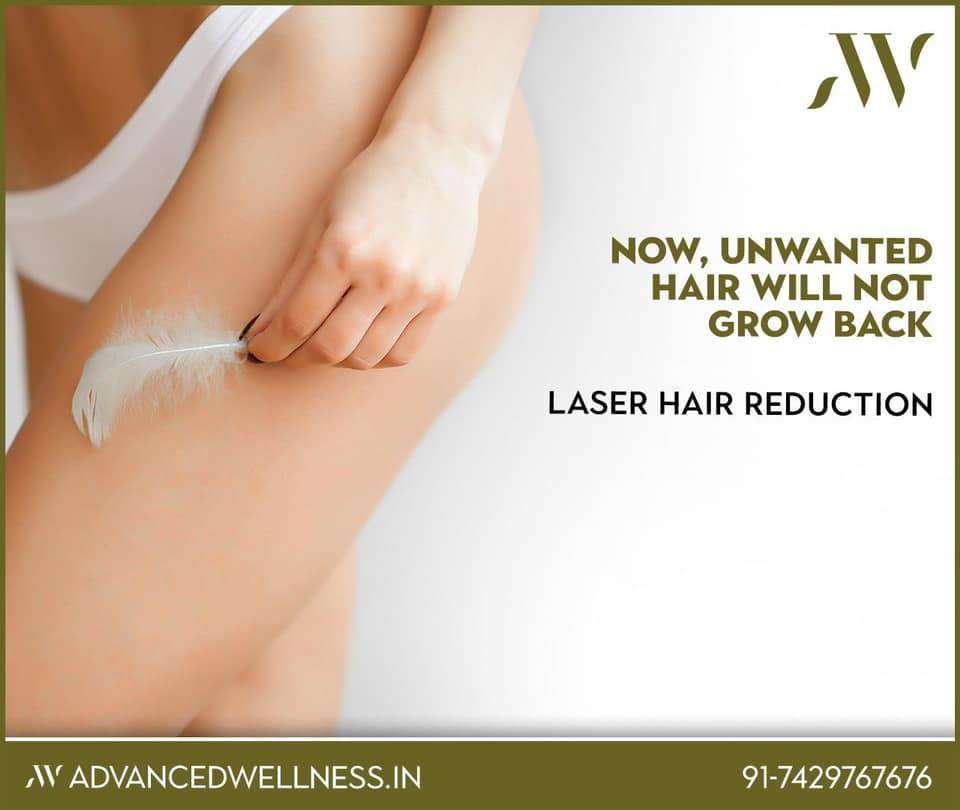 AW
NOW, UNWANTED
HAIR WILL NOT
GROW BACK
LASER HAIR REDUCTION
AW ADVANCEDWELLNESS.IN
91-7429767676